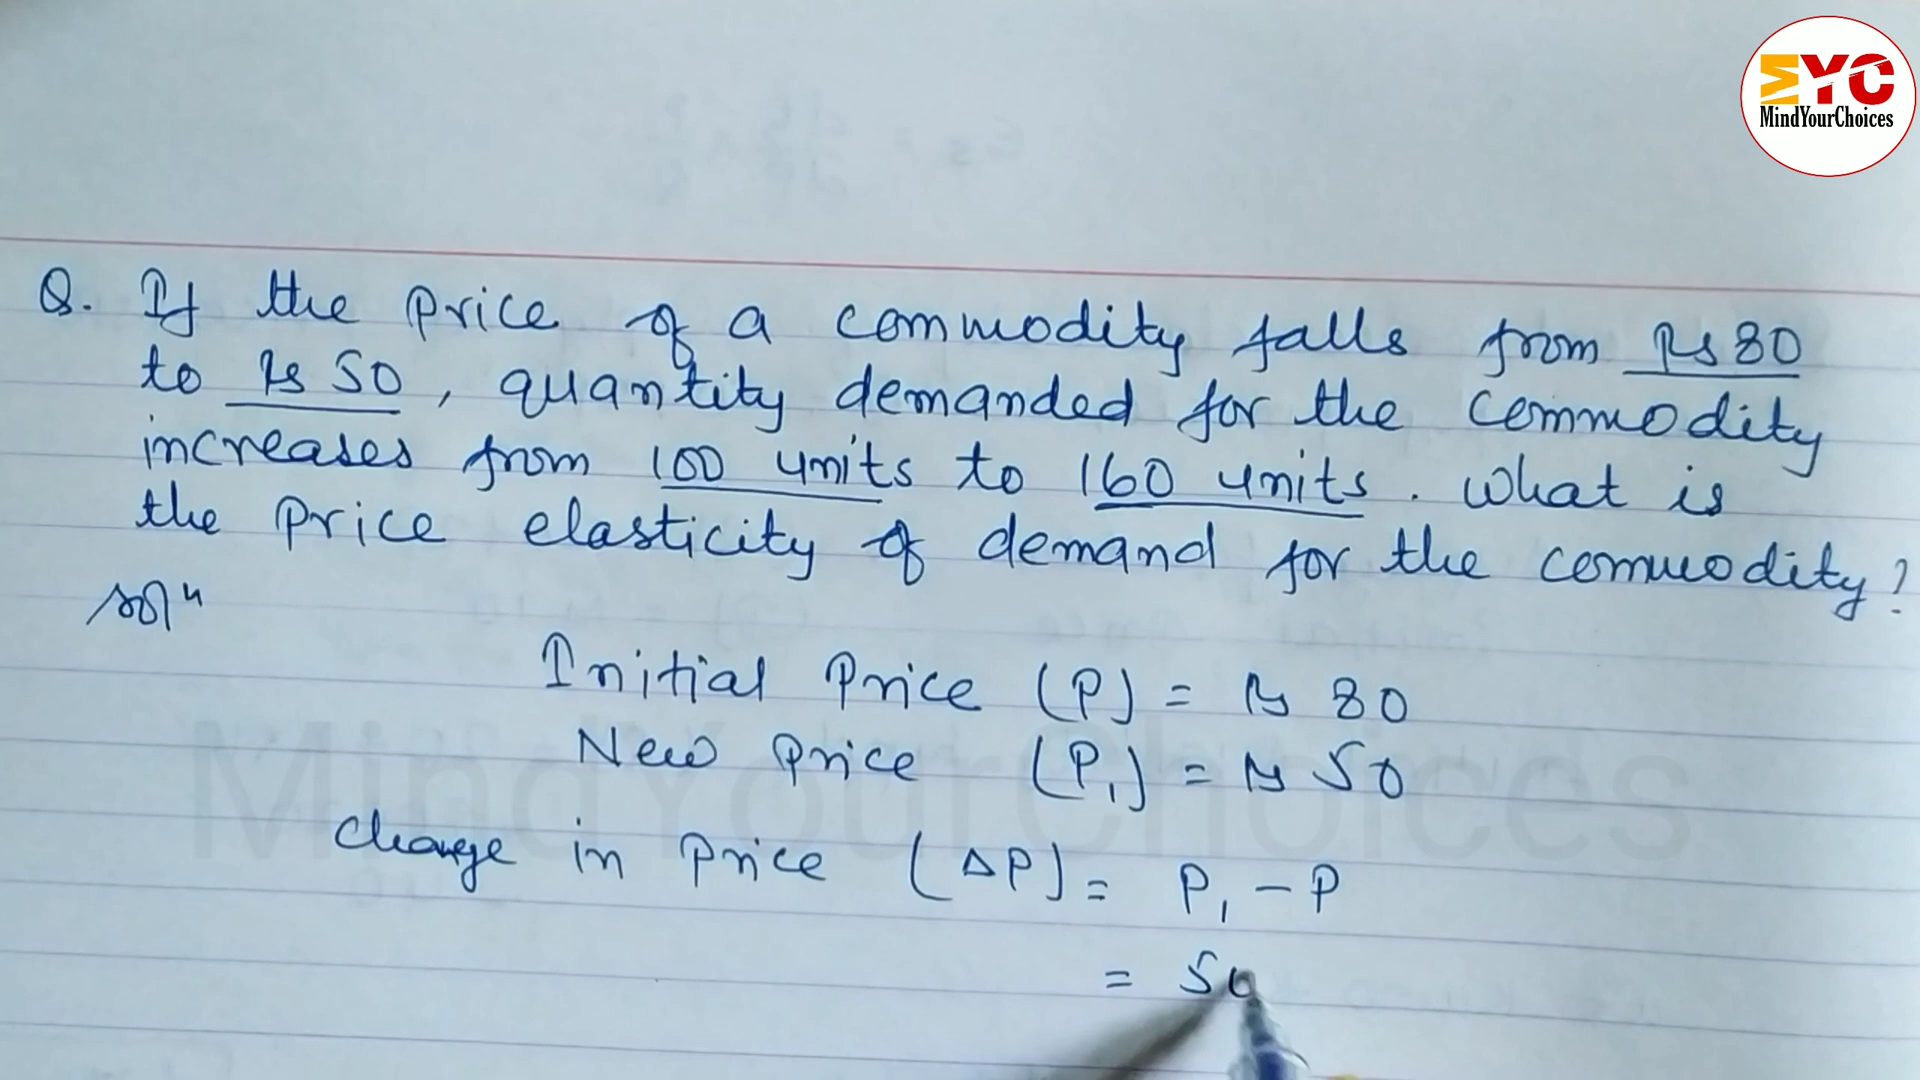 MYC
MindYourChoices
Q. If the price of a commodity falls from Rs 80
to Rs 50, quantity demanded for the commodity
increases from 100 units to 160 units. What is
the price elasticity of demand for the commodity?
Solⁿ
Initial Price (P) = Rs 80
New Price (P₁) = Rs 50
Change in Price (ΔP) = P₁ - P
= 50
MindYourChoices